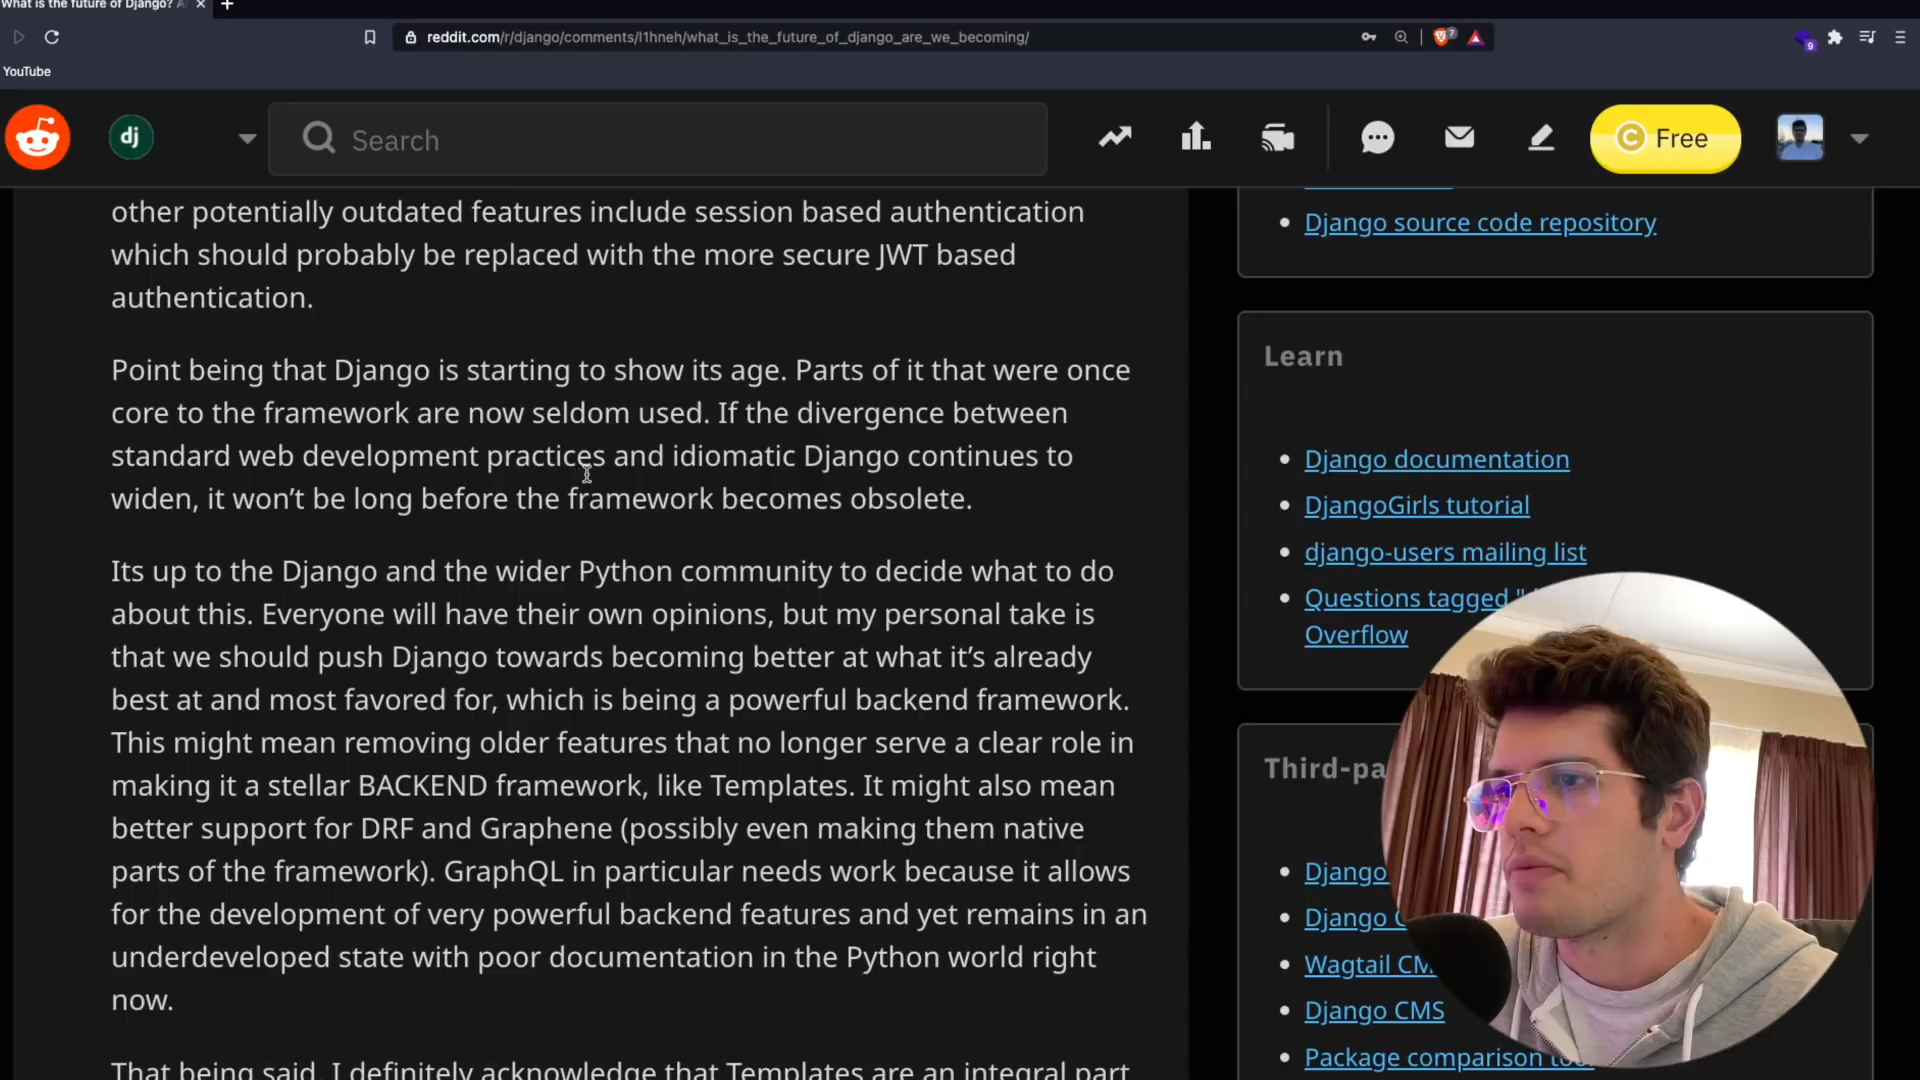 What is the future of Django?
YouTube
reddit.com/r/django/comments/l1hneh/what_is_the_future_of_django_are_we_becoming/
7
9
dj
Search
C Free
other potentially outdated features include session based authentication
which should probably be replaced with the more secure JWT based
authentication.
Point being that Django is starting to show its age. Parts of it that were once
core to the framework are now seldom used. If the divergence between
standard web development practices and idiomatic Django continues to
widen, it won't be long before the framework becomes obsolete.
Its up to the Django and the wider Python community to decide what to do
about this. Everyone will have their own opinions, but my personal take is
that we should push Django towards becoming better at what it's already
best at and most favored for, which is being a powerful backend framework.
This might mean removing older features that no longer serve a clear role in
making it a stellar BACKEND framework, like Templates. It might also mean
better support for DRF and Graphene (possibly even making them native
parts of the framework). GraphQL in particular needs work because it allows
for the development of very powerful backend features and yet remains in an
underdeveloped state with poor documentation in the Python world right
now.
That being said, I definitely acknowledge that Templates are an integral part
Django source code repository
Learn
Django documentation
DjangoGirls tutorial
django-users mailing list
Questions tagged "
Overflow
Third-pa
Django
Django
Wagtail CM
Django CMS
Package comparison